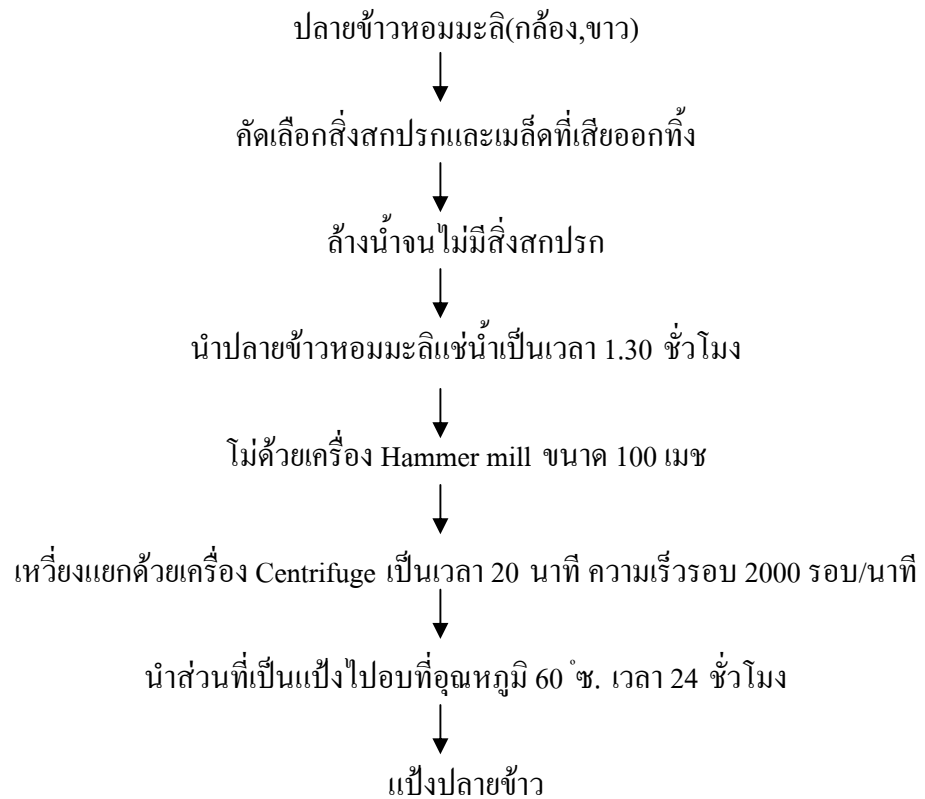 ปลายข้าวหอมมะลิ(กล้อง,ขาว)
คัดเลือกสิ่งสกปรกและเมล็ดที่เสียออกทิ้ง
ล้างน้ำจนไม่มีสิ่งสกปรก
นำปลายข้าวหอมมะลิแช่น้ำเป็นเวลา 1.30 ชั่วโมง
โม่ด้วยเครื่อง Hammer mill ขนาด 100 เมช
เหวี่ยงแยกด้วยเครื่อง Centrifuge เป็นเวลา 20 นาที ความเร็วรอบ 2000 รอบ/นาที
นำส่วนที่เป็นแป้งไปอบที่อุณหภูมิ 60 ํซ. เวลา 24 ชั่วโมง
แป้งปลายข้าว